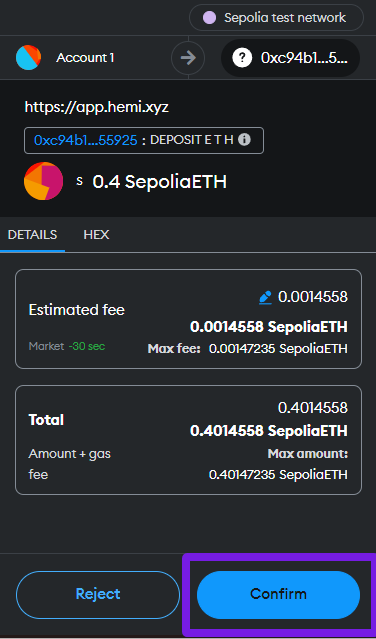 Sepolia test network
Account 1
? 0xc94b1...5...
https://app.hemi.xyz
0xc94b1...55925 : DEPOSIT E T H i
S 0.4 SepoliaETH
DETAILS HEX
Estimated fee
0.0014558
0.0014558 SepoliaETH
Market ~30 sec
Max fee: 0.00147235 SepoliaETH
Total
0.4014558
0.4014558 SepoliaETH
Amount + gas fee
Max amount:
0.40147235 SepoliaETH
Reject
Confirm